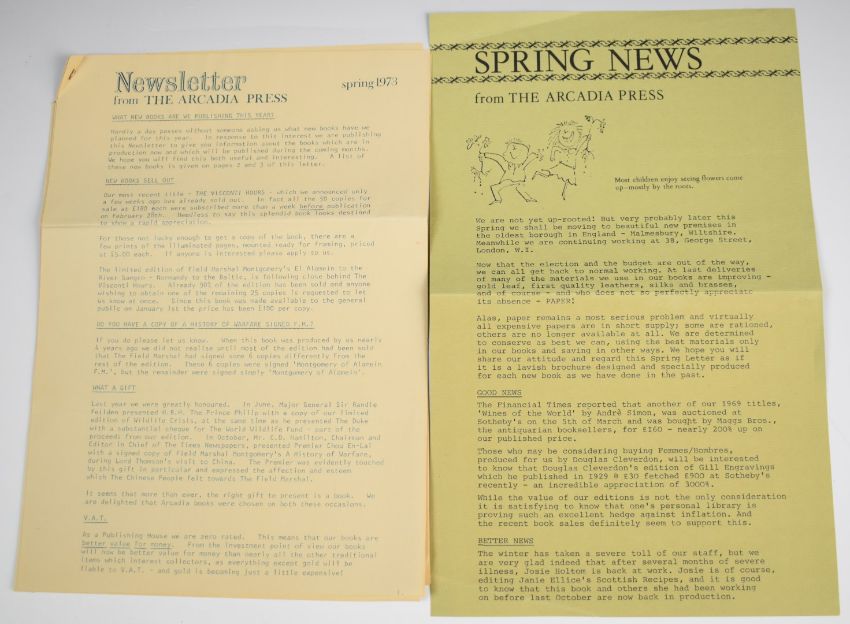 Newsletter
spring 1973
from THE ARCADIA PRESS
WHAT NEW BOOKS ARE WE PUBLISHING THIS YEAR?
Hardly a day passes without someone asking us what new books have we
planned for this year. In response to this interest we are publishing
this Newsletter to give you information about the books which are in
production now and which will be published during the coming months.
We hope you will find this both useful and interesting. A list of
these new books is given on pages 2 and 3 of this letter.
NEW BOOKS SELL OUT
Our most recent title - THE VISCONTI HOURS - which we announced only
a few weeks ago has already sold out. In fact all the 90 copies for
sale at £180 each were subscribed more than a week before publication
on February 28th. Needless to say this splendid book looks destined
to show a rapid appreciation.
For those not lucky enough to get a copy of the book, there are a
few prints of the illuminated pages, mounted ready for framing, priced
at £5.00 each. If anyone is interested please apply to us.
The limited edition of Field Marshal Montgomery's El Alamein to the
River Sangro - Normandy to the Baltic, is following close behind The
Visconti Hours. Already 90% of the edition has been sold and anyone
wishing to obtain one of the remaining 25 copies is requested to let
us know at once. Since this book was made available to the general
public on January 1st the price has been £100 per copy.
DO YOU HAVE A COPY OF A HISTORY OF WARFARE SIGNED F.M.?
If you do please let us know. When this book was produced by us nearly
4 years ago we did not realise until most of the edition had been sold
that The Field Marshal had signed some 6 copies differently from the
rest of the edition. These 6 copies were signed 'Montgomery of Alamein
F.M.', but the remainder were signed simply 'Montgomery of Alamein'.
WHAT A GIFT
Last year we were greatly honoured. In June, Major General Sir Randle
Feilden presented H.R.H. The Prince Philip with a copy of our limited
edition of Wildlife Crisis, at the same time as he presented The Duke
with a substantial cheque for The World Wildlife Fund - part of the
proceeds from our edition. In October, Mr. C.D. Hamilton, Chairman and
Editor in Chief of The Times Newspapers, presented Premier Chou En-Lai
with a signed copy of Field Marshal Montgomery's A History of Warfare,
during Lord Thomson's visit to China. The Premier was evidently touched
by this gift in particular and expressed the affection and esteem
which The Chinese People felt towards The Field Marshal.
It seems that more than ever, the right gift to present is a book. We
are delighted that Arcadia books were chosen on both these occasions.
V.A.T.
As a Publishing House we are zero rated. This means that our books are
better value for money. From the investment point of view our books
will now be better value for money than nearly all the other traditional
items which interest collectors, as everything except gold will be
liable to V.A.T. - and gold is becoming just a little expensive!
1.
SPRING NEWS
from THE ARCADIA PRESS
Most children enjoy seeing flowers come
up-mostly by the roots.
We are not yet up-rooted! But very probably later this
Spring we shall be moving to beautiful new premises in
the oldest borough in England - Malmesbury, Wiltshire.
Meanwhile we are continuing working at 38, George Street,
London, W.I.
Now that the election and the budget are out of the way,
we can all get back to normal working. At last deliveries
of many of the materials we use in our books are improving -
gold leaf, first quality leathers, silks and brasses,
and of course - and who does not so perfectly appreciate
its absence - PAPER!
Alas, paper remains a most serious problem and virtually
all expensive papers are in short supply; some are rationed,
others are no longer available at all. We are determined
to conserve as best we can, using the best materials only
in our books and saving in other ways. We hope you will
share our attitude and regard this Spring Letter as if
it is a lavish brochure designed and specially produced
for each new book as we have done in the past.
GOOD NEWS
The Financial Times reported that another of our 1969 titles,
'Wines of the World' by Andrè Simon, was auctioned at
Sotheby's on the 5th of March and was bought by Maggs Bros.,
the antiquarian booksellers, for £160 - nearly 200% up on
our published price.
Those who may be considering buying Femmes/Hombres,
produced for us by Douglas Cleverdon, will be interested
to know that Douglas Cleverdon's edition of Gill Engravings
which he published in 1929 @ £30 fetched £900 at Sotheby's
recently - an incredible appreciation of 3000%.
While the value of our editions is not the only consideration
it is satisfying to know that one's personal library is
proving such an excellent hedge against inflation. And
the recent book sales definitely seem to support this.
BETTER NEWS
The winter has taken a severe toll of our staff, but we
are very glad indeed that after several months of severe
illness, Josie Holtom is back at work. Josie is of course,
editing Janie Ellice's Scottish Recipes, and it is good
to know that this book and others she had been working
on before last October are now back in production.